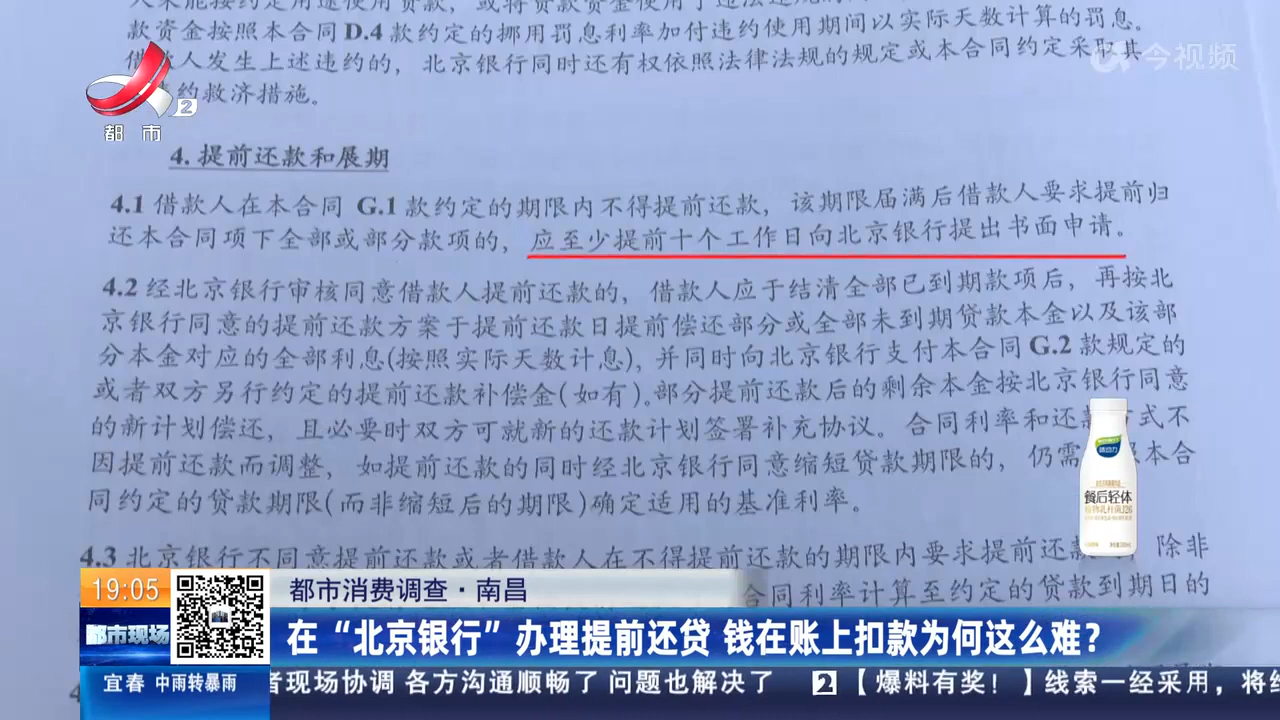 款资金按照本合同 D.4 款约定的挪用罚息利率加付违约使用期间以实际天数计算的罚息。
人发生上述违约的，北京银行同时还有权依照法律法规的规定或本合同约定采取其
约救济措施。
今视频
2
都 市
4. 提前还款和展期
4.1 借款人在本合同 G.1 款约定的期限内不得提前还款，该期限届满后借款人要求提前归
还本合同项下全部或部分款项的，应至少提前十个工作日向北京银行提出书面申请。
4.2 经北京银行审核同意借款人提前还款的，借款人应于结清全部已到期款项后，再按北
京银行同意的提前还款方案于提前还款日提前偿还部分或全部未到期贷款本金以及该部
分本金对应的全部利息(按照实际天数计息)，并同时向北京银行支付本合同 G.2 款规定的
或者双方另行约定的提前还款补偿金(如有)。部分提前还款后的剩余本金按北京银行同意
的新计划偿还，且必要时双方可就新的还款计划签署补充协议。合同利率和还款方式不
因提前还款而调整，如提前还款的同时经北京银行同意缩短贷款期限的，仍需 本合
同约定的贷款期限(而非缩短后的期限)确定适用的基准利率。
餐后轻体
4.3 北京银行不同意提前还款或者借款人在不得提前还款的期限内要求提前还款 除非
合同利率计算至约定的贷款到期日的
19:05
都市消费调查·南昌
都市现场
在“北京银行”办理提前还贷 钱在账上扣款为何这么难?
宜春 中雨转暴雨
者现场协调 各方沟通顺畅了 问题也解决了 2【爆料有奖！】线索一经采用，将给